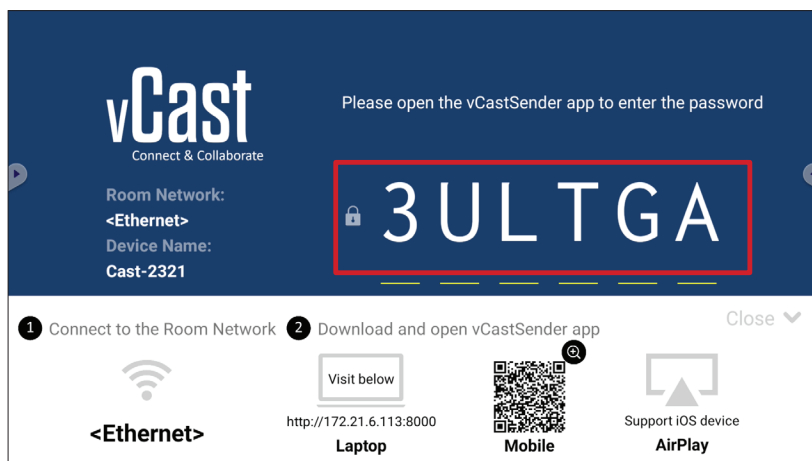 vCast
Connect & Collaborate
Please open the vCastSender app to enter the password
Room Network:
<Ethernet>
Device Name:
Cast-2321
3ULTGA
1 Connect to the Room Network
2 Download and open vCastSender app
Close
<Ethernet>
Visit below
http://172.21.6.113:8000
Laptop
Mobile
Support iOS device
AirPlay